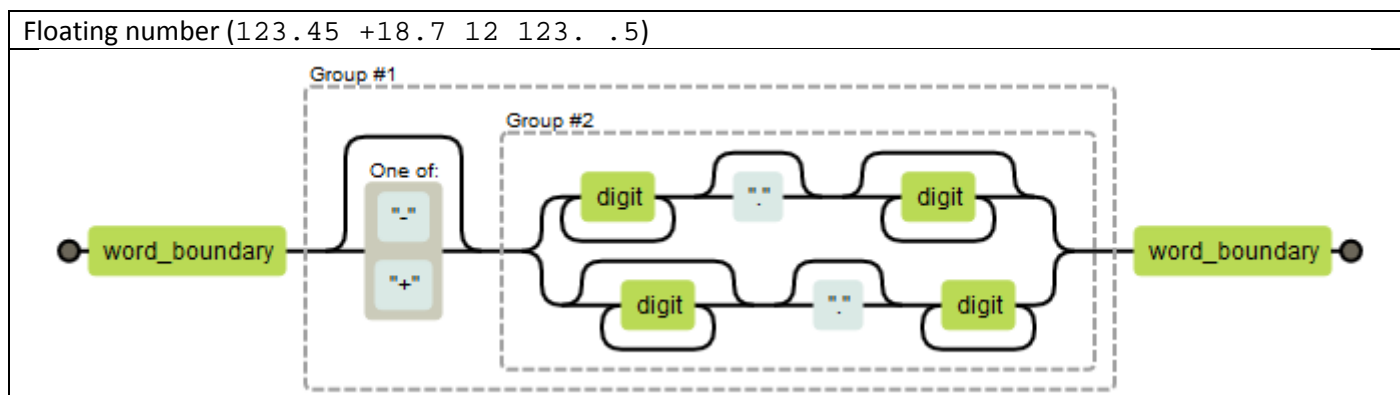 Floating number (123.45 +18.7 12 123. .5)
Group #1
Group #2
One of:
"-"
"+"
digit "." digit
word_boundary word_boundary
digit "." digit